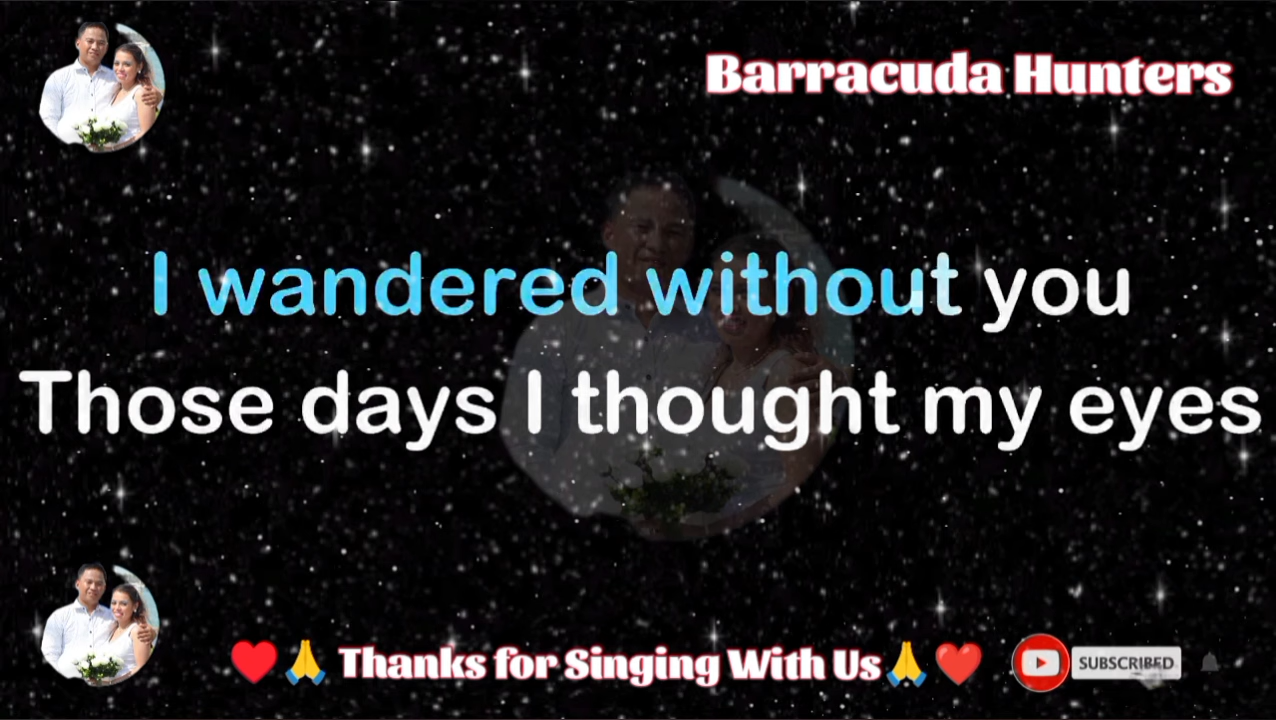 Barracuda Hunters
I wandered without you
Those days I thought my eyes
❤️🙏 Thanks for Singing With Us🙏❤️
SUBSCRIBED